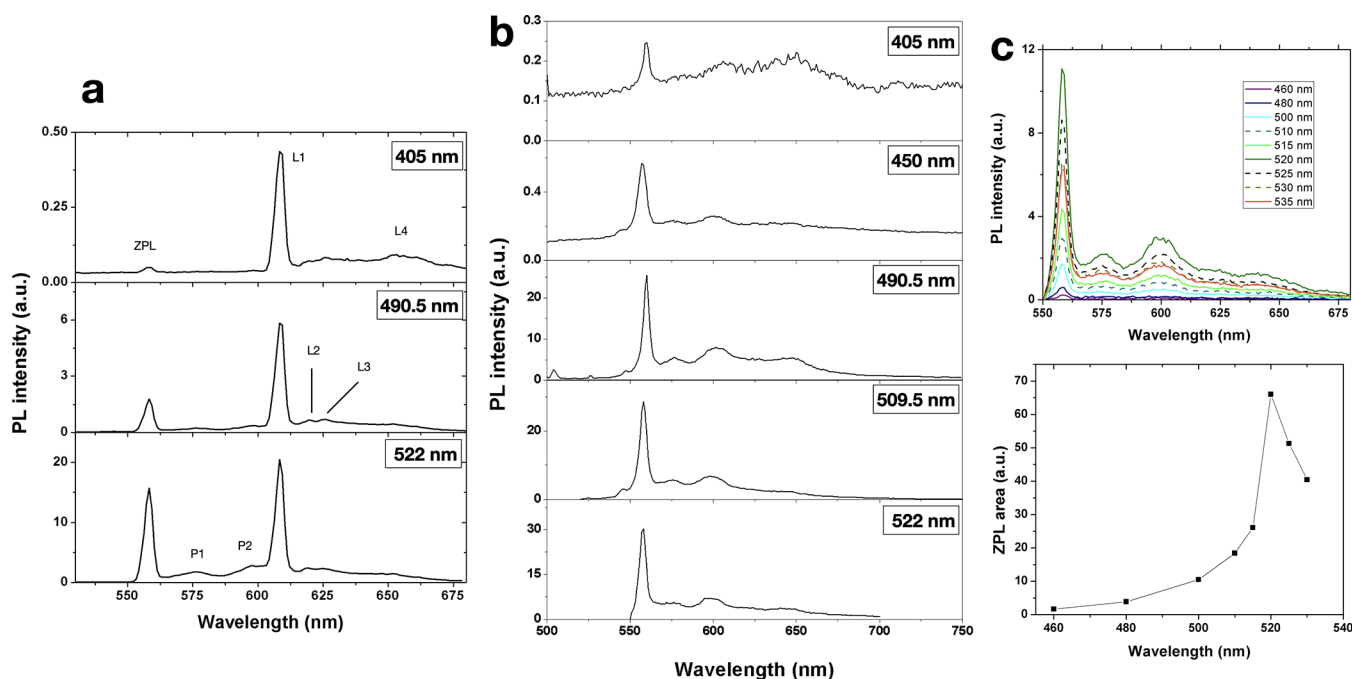 a
PL intensity (a.u.)
0.50
0.25
0.00
405 nm
ZPL
L1
L4
6
3
0
490.5 nm
L2
L3
20
10
0
522 nm
P1
P2
550 575 600 625 650 675
Wavelength (nm)
b
PL intensity (a.u.)
0.3
0.2
0.1
0.0
405 nm
0.4
0.0
450 nm
20
10
0
490.5 nm
20
0
509.5 nm
30
15
0
522 nm
500 550 600 650 700 750
Wavelength (nm)
c
PL intensity (a.u.)
12
8
4
0
460 nm
480 nm
500 nm
510 nm
515 nm
520 nm
525 nm
530 nm
535 nm
550 575 600 625 650 675
Wavelength (nm)
ZPL area (a.u.)
70
60
50
40
30
20
10
0
460 480 500 520 540
Wavelength (nm)